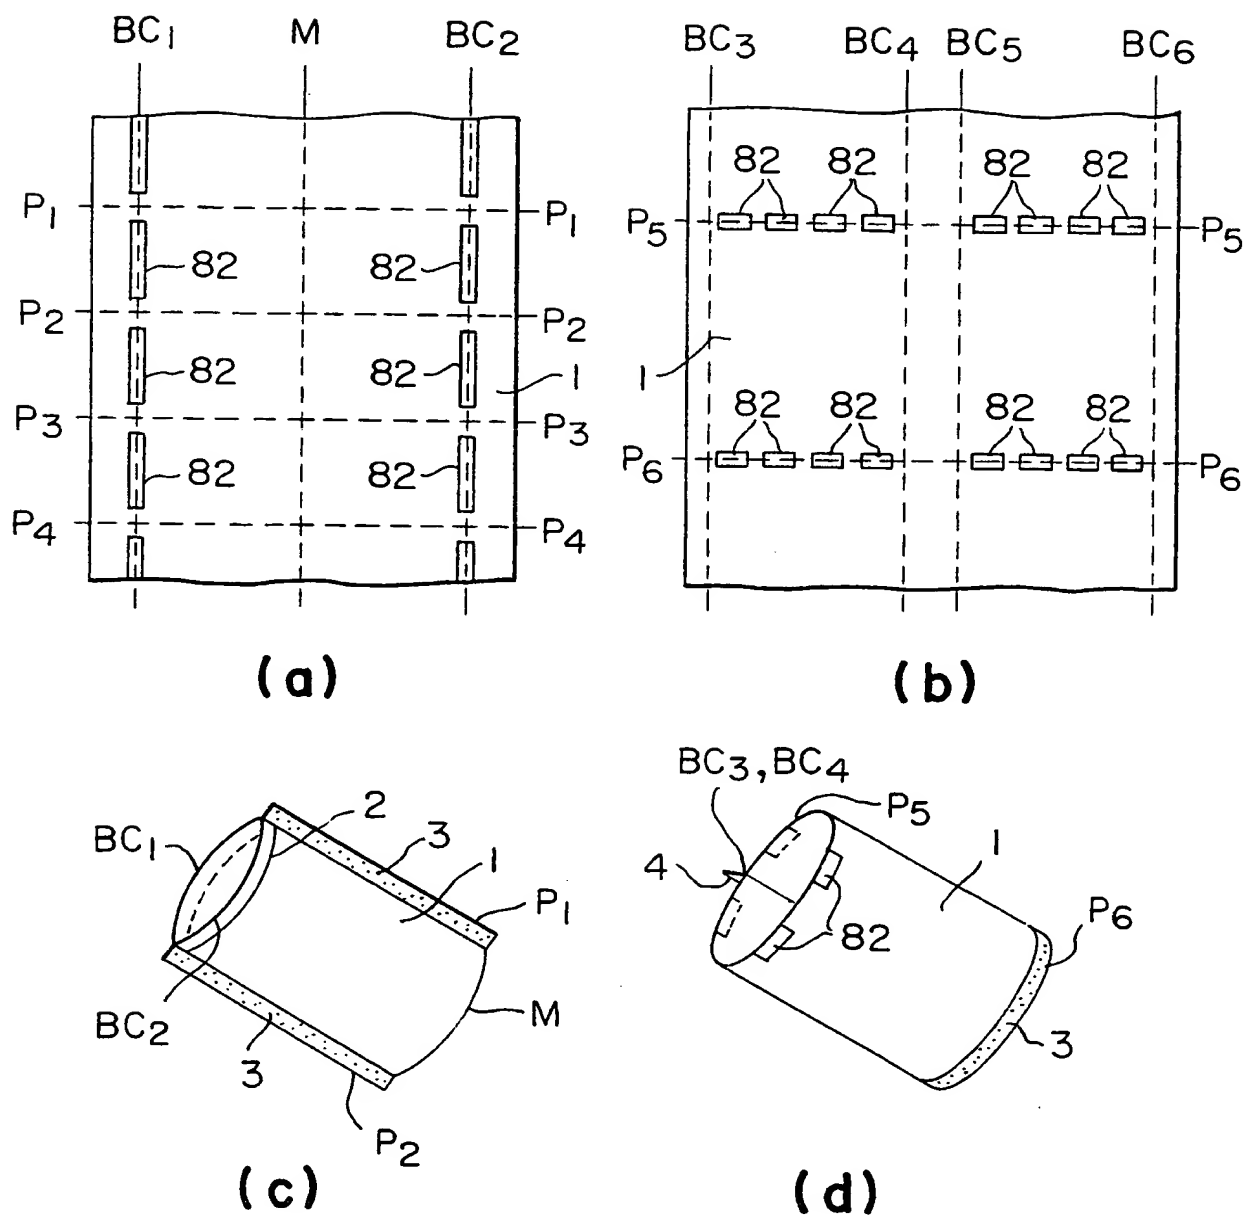 BC1 M BC2
P1 P1
82 82
P2 P2
82 82 1
P3 P3
82 82
P4 P4
(a)
BC3 BC4 BC5 BC6
82 82 82 82
P5 P5
1
82 82 82 82
P6 P6
(b)
2
BC1 3 1
P1
BC2 M
3
P2
(c)
BC3, BC4
P5
4 1
82 P6
3
(d)